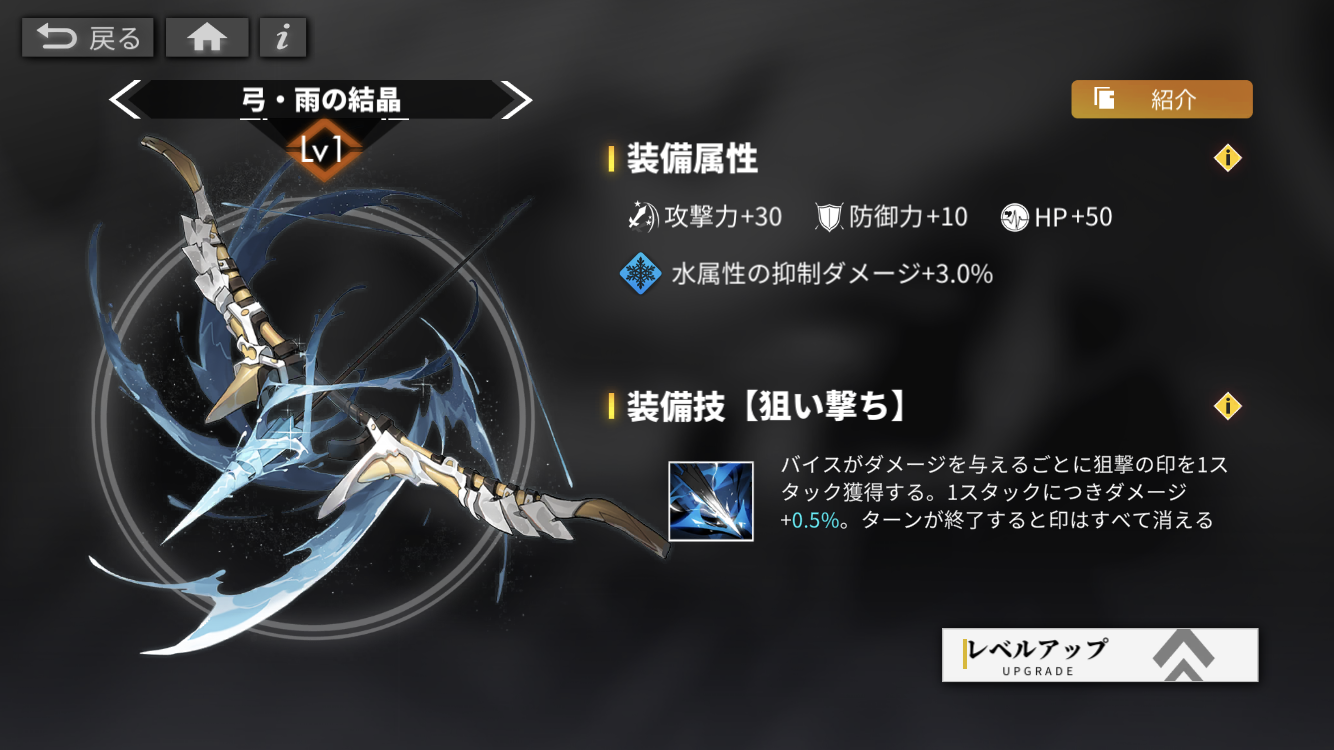 戻る
i
弓・雨の結晶
Lv1
紹介
装備属性
攻撃力+30 防御力+10 HP+50
水属性の抑制ダメージ+3.0%
装備技【狙い撃ち】
バイスがダメージを与えるごとに狙撃の印を1ス
タック獲得する。1スタックにつきダメージ
+0.5%。ターンが終了すると印はすべて消える
レベルアップ
UPGRADE